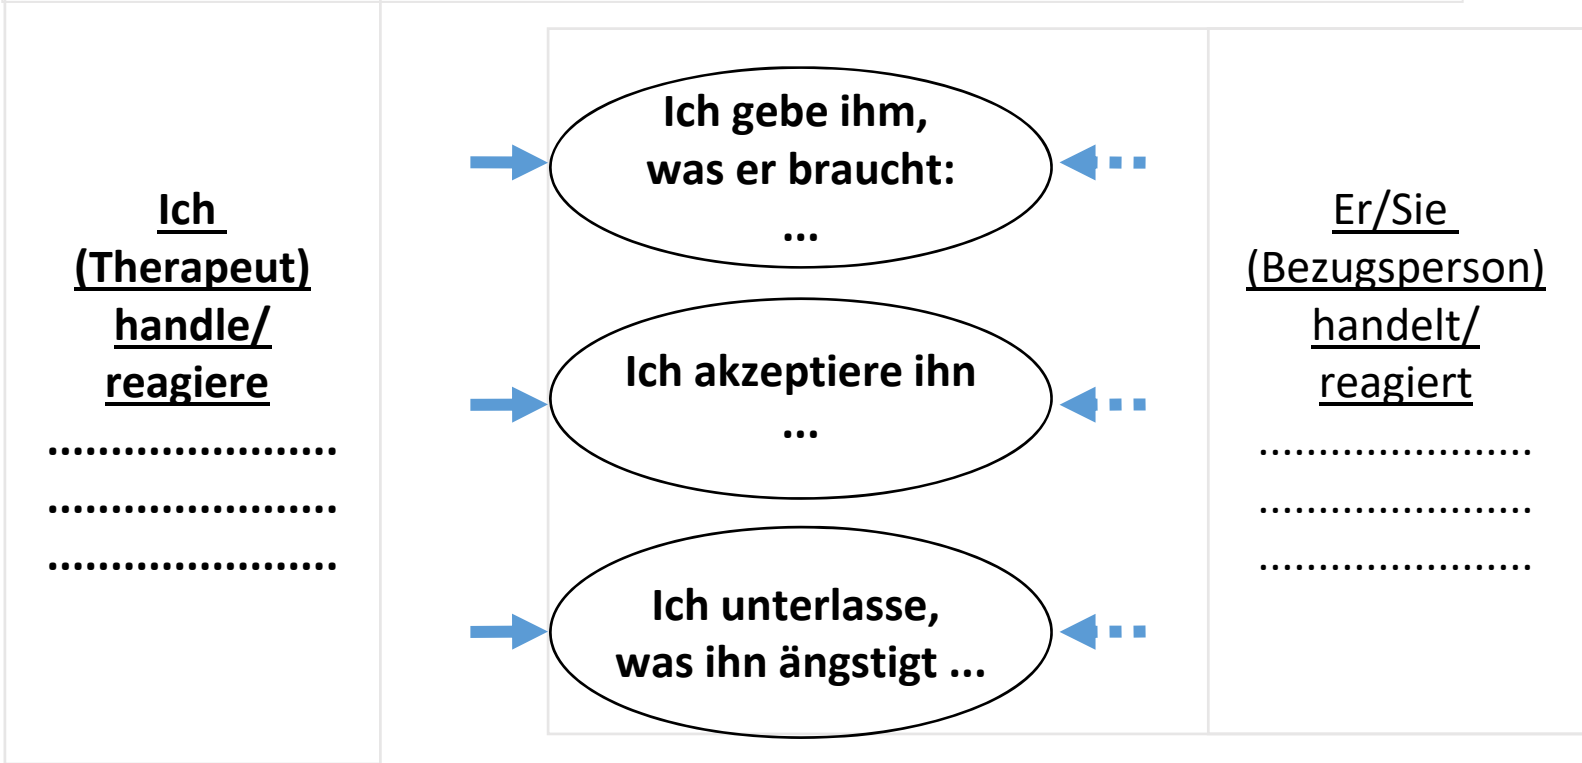 Ich
(Therapeut)
handle/
reagiere
.......................
.......................
.......................
Ich gebe ihm,
was er braucht:
...
Ich akzeptiere ihn
...
Ich unterlasse,
was ihn ängstigt ...
Er/Sie
(Bezugsperson)
handelt/
reagiert
.......................
.......................
.......................